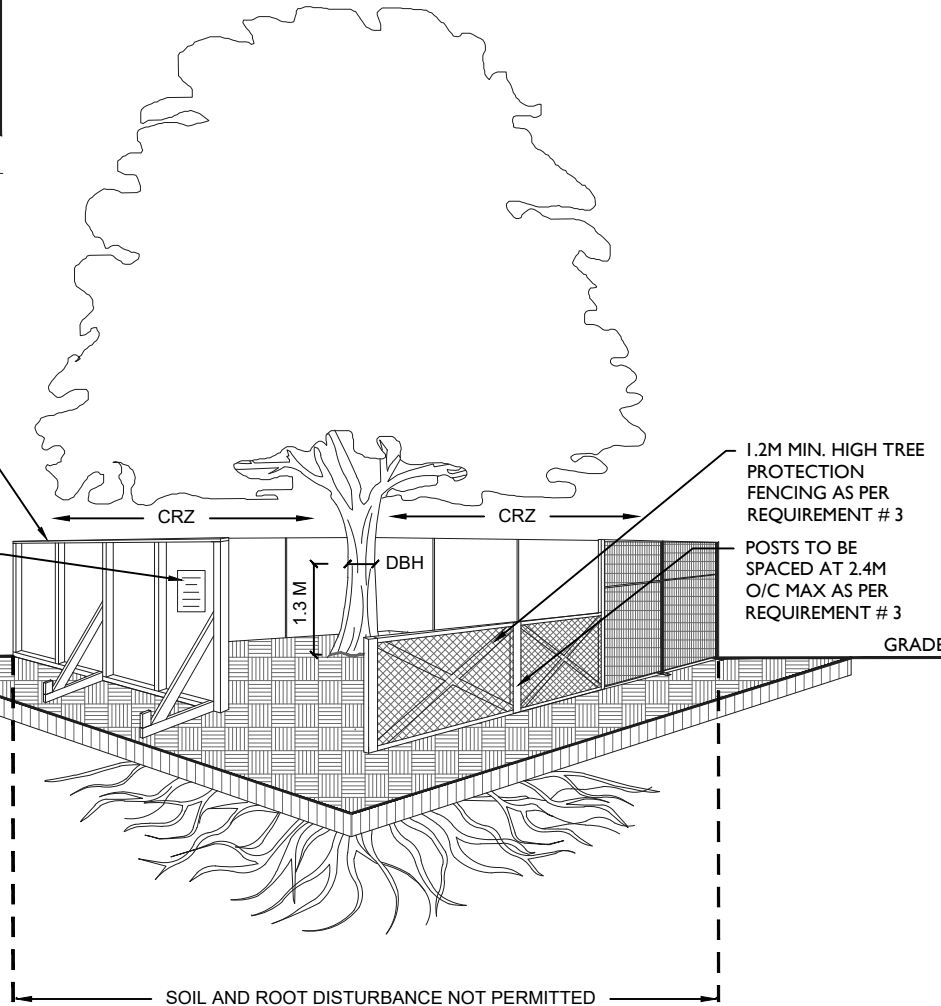 1.2M MIN. HIGH TREE
PROTECTION
FENCING AS PER
REQUIREMENT # 3
CRZ
CRZ
POSTS TO BE
SPACED AT 2.4M
O/C MAX AS PER
REQUIREMENT # 3
DBH
1.3 M
GRADE
SOIL AND ROOT DISTURBANCE NOT PERMITTED